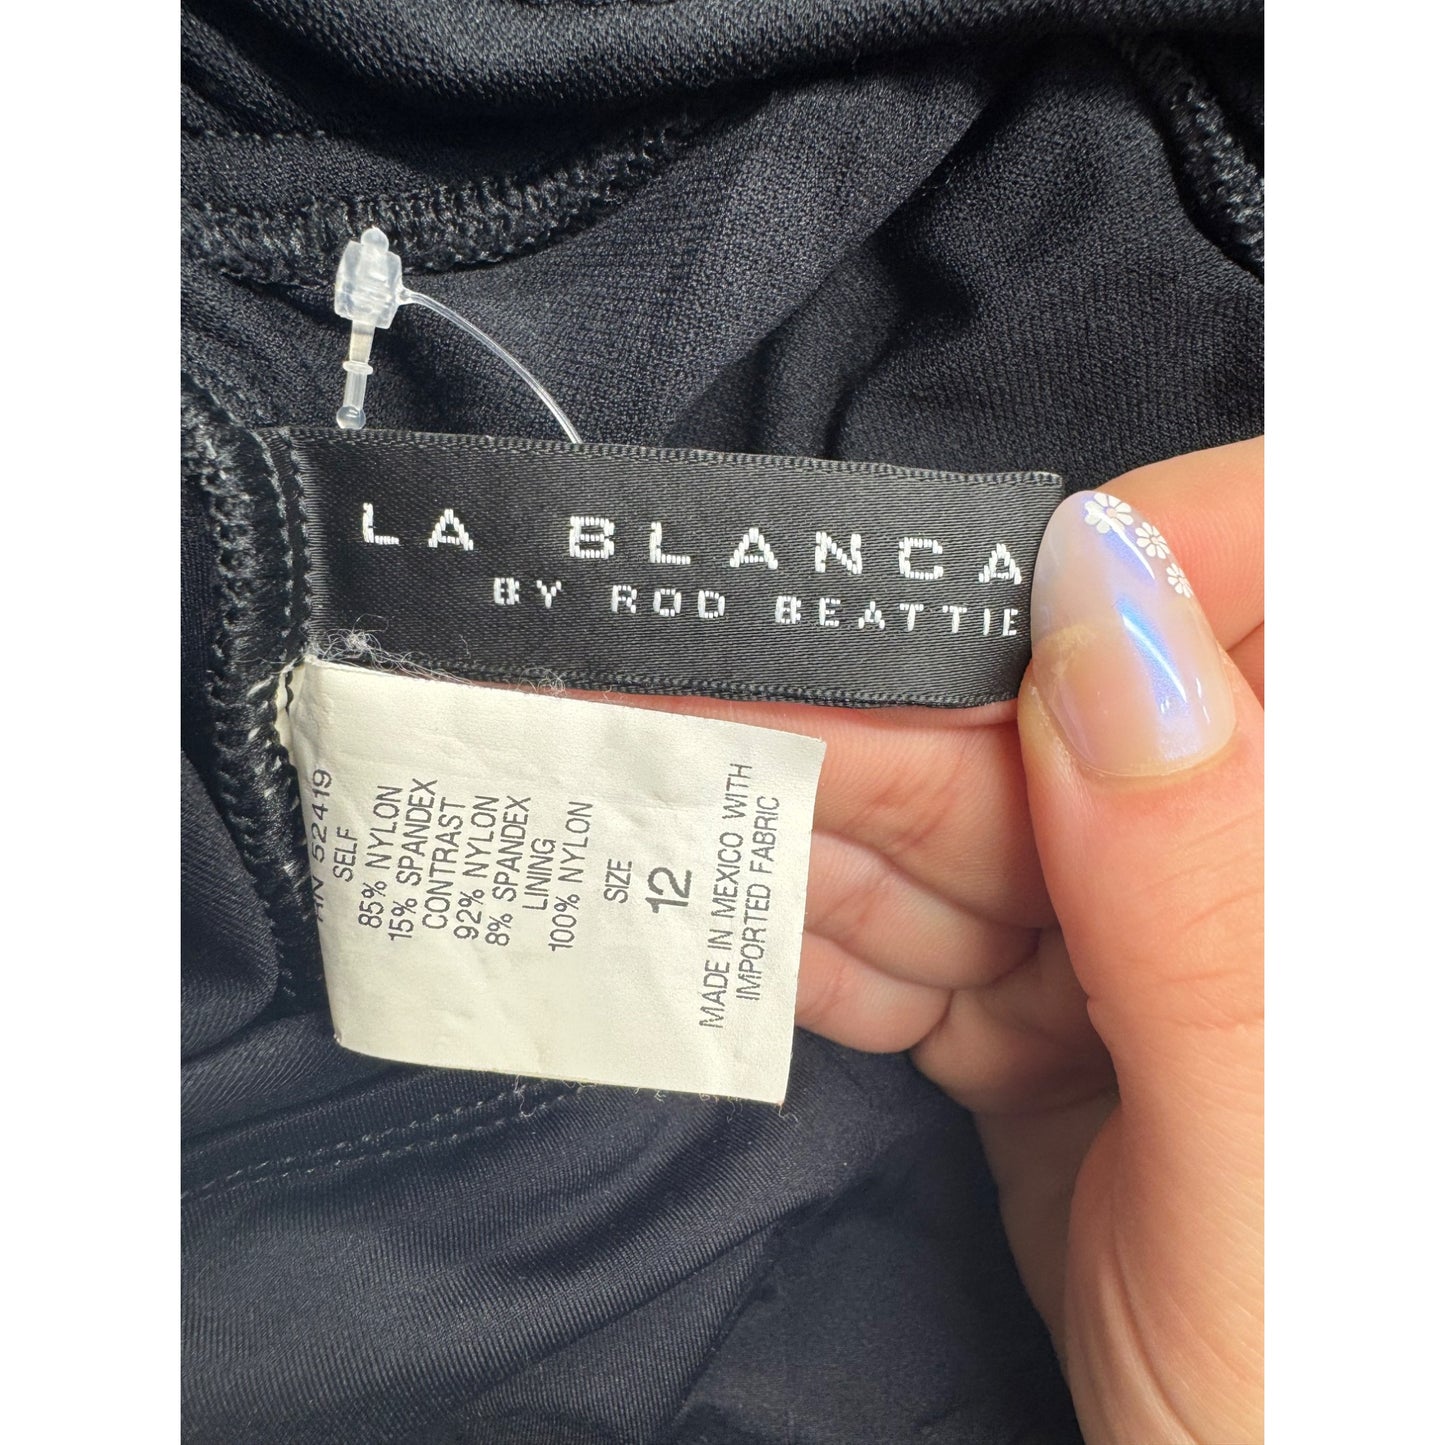 LA BLANCA
BY ROD BEATTIE
RN 52419
SELF
85% NYLON
15% SPANDEX
CONTRAST
92% NYLON
8% SPANDEX
LINING
100% NYLON
SIZE
12
MADE IN MEXICO WITH
IMPORTED FABRIC